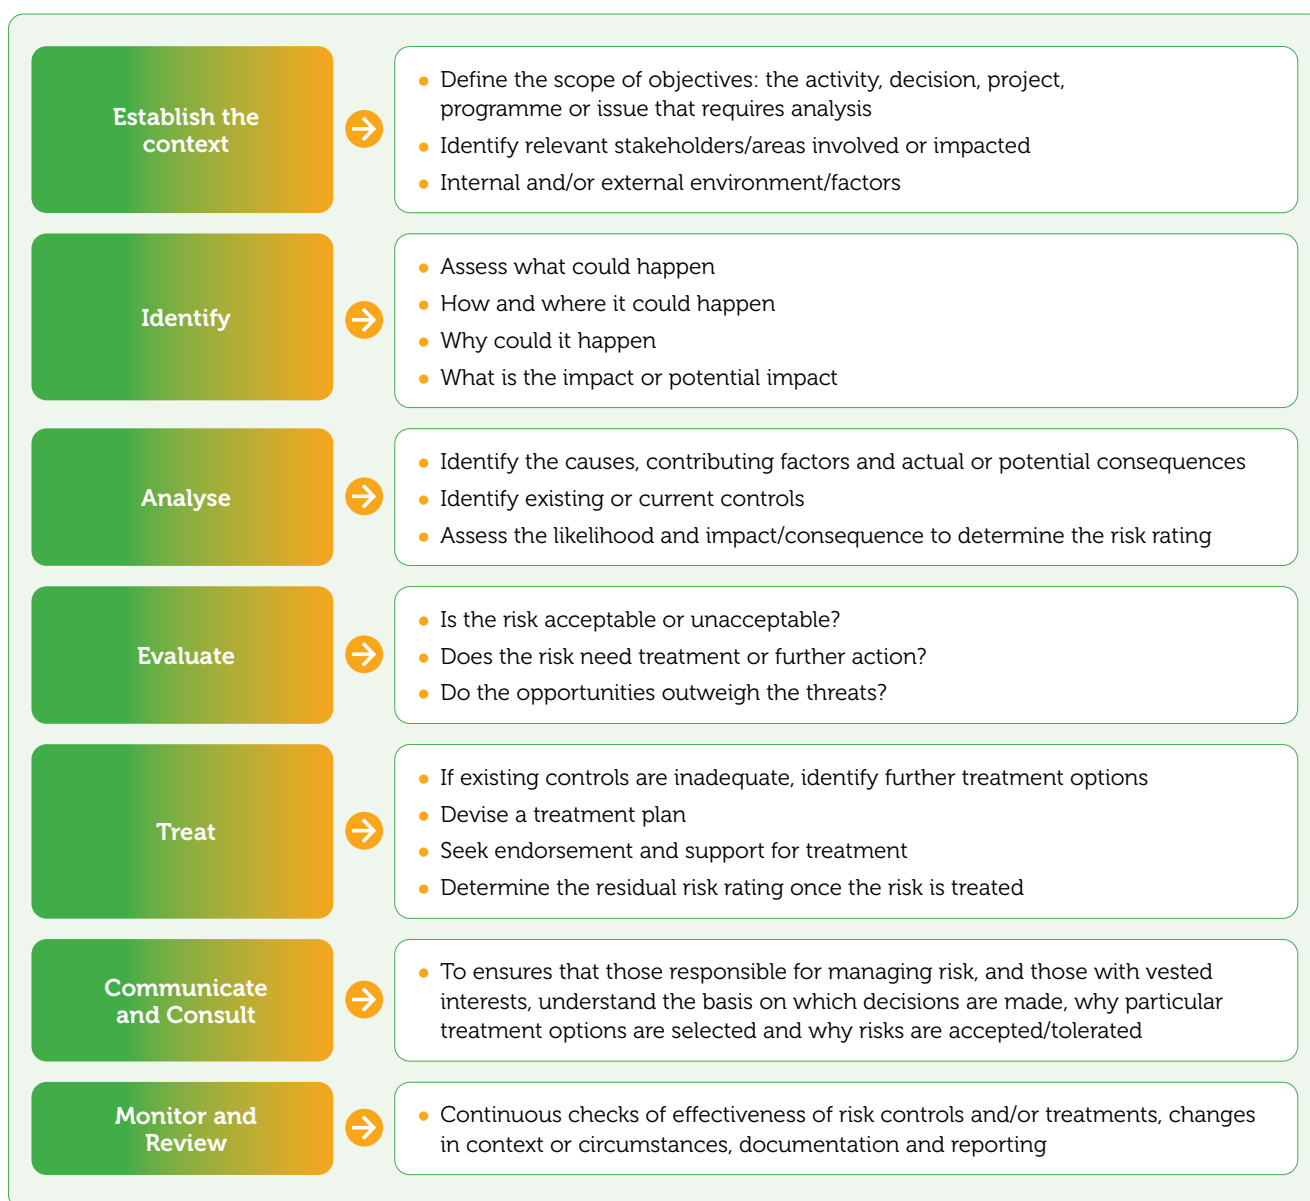 Establish the
context
• Define the scope of objectives: the activity, decision, project,
programme or issue that requires analysis
• Identify relevant stakeholders/areas involved or impacted
• Internal and/or external environment/factors
Identify
• Assess what could happen
• How and where it could happen
• Why could it happen
• What is the impact or potential impact
Analyse
• Identify the causes, contributing factors and actual or potential consequences
• Identify existing or current controls
• Assess the likelihood and impact/consequence to determine the risk rating
Evaluate
• Is the risk acceptable or unacceptable?
• Does the risk need treatment or further action?
• Do the opportunities outweigh the threats?
Treat
• If existing controls are inadequate, identify further treatment options
• Devise a treatment plan
• Seek endorsement and support for treatment
• Determine the residual risk rating once the risk is treated
Communicate
and Consult
• To ensures that those responsible for managing risk, and those with vested
interests, understand the basis on which decisions are made, why particular
treatment options are selected and why risks are accepted/tolerated
Monitor and
Review
• Continuous checks of effectiveness of risk controls and/or treatments, changes
in context or circumstances, documentation and reporting